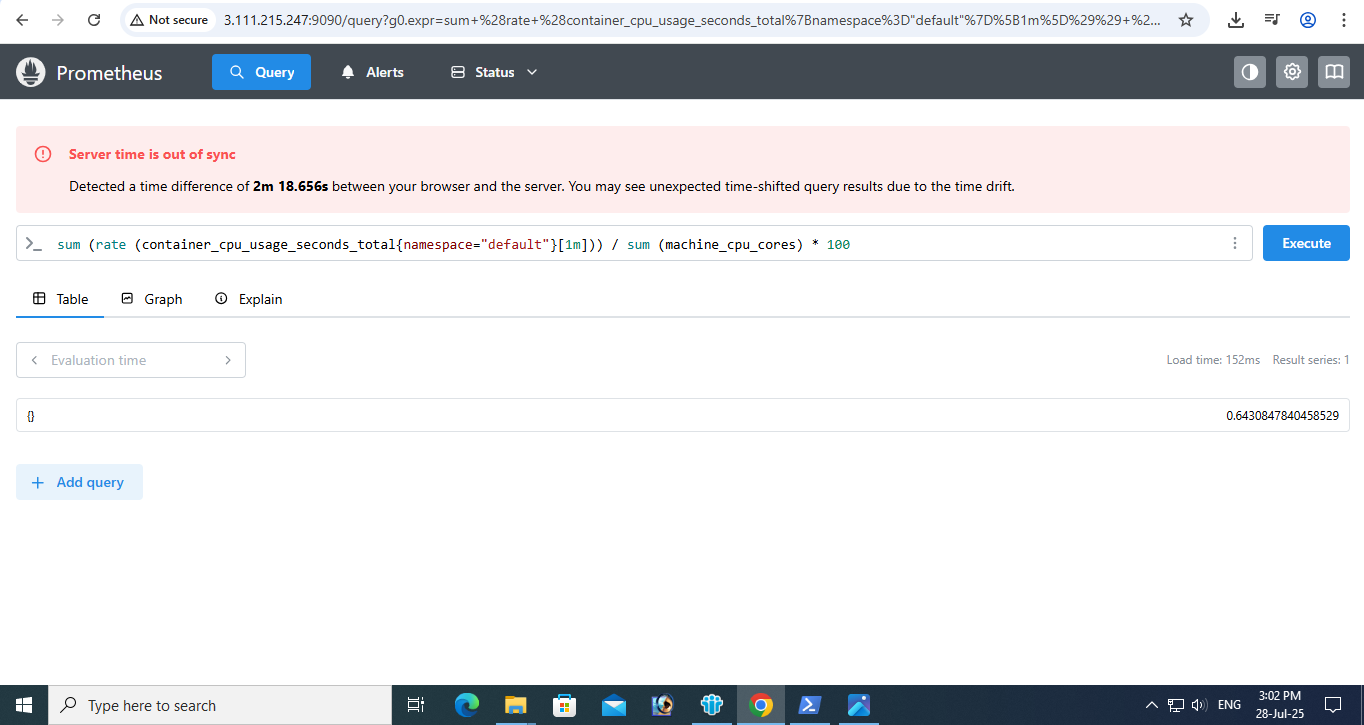 Not secure 3.111.215.247:9090/query?g0.expr=sum+%28rate+%28container_cpu_usage_seconds_total%7Bnamespace%3D"default"%7D%5B1m%5D%29%29+%2...
Prometheus Query Alerts Status
Server time is out of sync
Detected a time difference of 2m 18.656s between your browser and the server. You may see unexpected time-shifted query results due to the time drift.
>_ sum (rate (container_cpu_usage_seconds_total{namespace="default"}[1m])) / sum (machine_cpu_cores) * 100 Execute
Table Graph Explain
Evaluation time Load time: 152ms Result series: 1
{} 0.6430847840458529
+ Add query
Type here to search ENG 3:02 PM
28-Jul-25